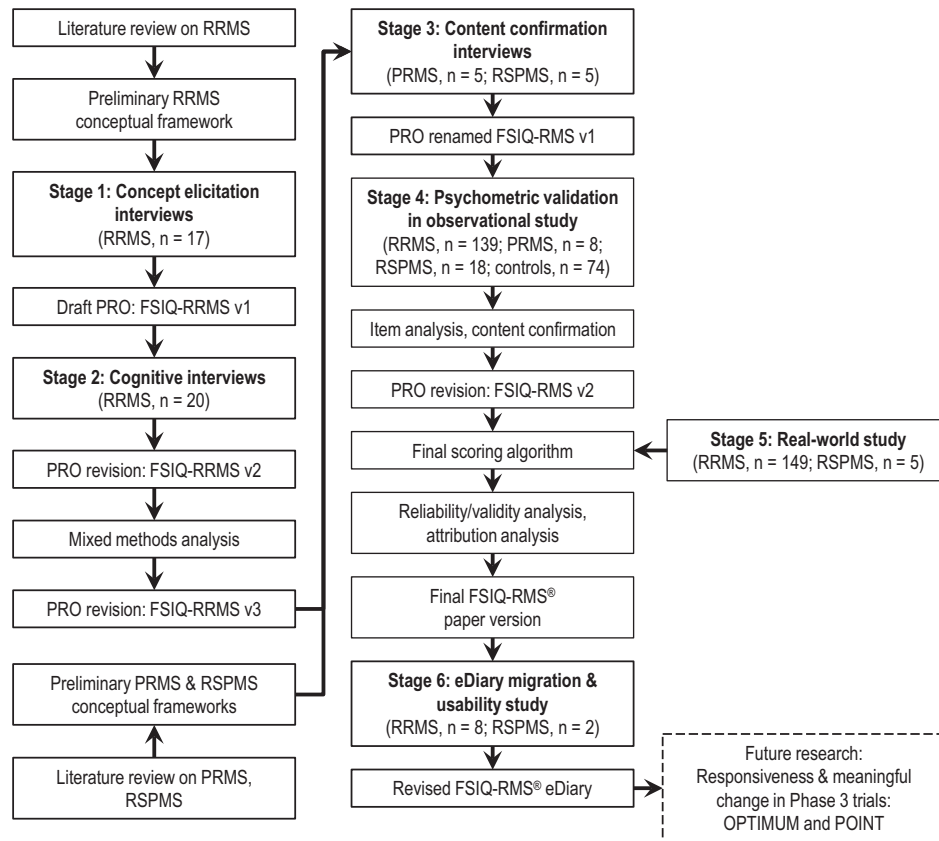 Literature review on RRMS
Preliminary RRMS
conceptual framework
Stage 1: Concept elicitation
interviews
(RRMS, n = 17)
Draft PRO: FSIQ-RRMS v1
Stage 2: Cognitive interviews
(RRMS, n = 20)
PRO revision: FSIQ-RRMS v2
Mixed methods analysis
PRO revision: FSIQ-RRMS v3
Preliminary PRMS & RSPMS
conceptual frameworks
Literature review on PRMS,
RSPMS
Stage 3: Content confirmation
interviews
(PRMS, n = 5; RSPMS, n = 5)
PRO renamed FSIQ-RMS v1
Stage 4: Psychometric validation
in observational study
(RRMS, n = 139; PRMS, n = 8;
RSPMS, n = 18; controls, n = 74)
Item analysis, content confirmation
PRO revision: FSIQ-RMS v2
Final scoring algorithm
Stage 5: Real-world study
(RRMS, n = 149; RSPMS, n = 5)
Reliability/validity analysis,
attribution analysis
Final FSIQ-RMS®
paper version
Stage 6: eDiary migration &
usability study
(RRMS, n = 8; RSPMS, n = 2)
Revised FSIQ-RMS® eDiary
Future research:
Responsiveness & meaningful
change in Phase 3 trials:
OPTIMUM and POINT